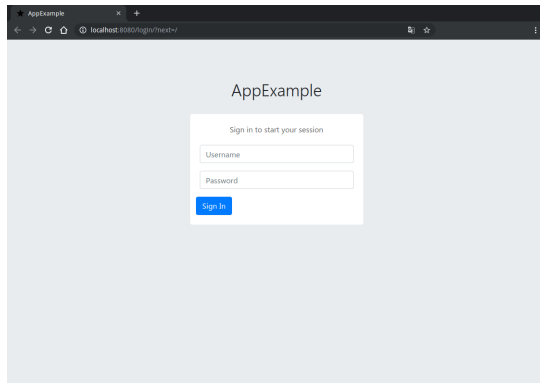 AppExample
localhost:8080/login/?next=/
AppExample
Sign in to start your session
Username
Password
Sign In